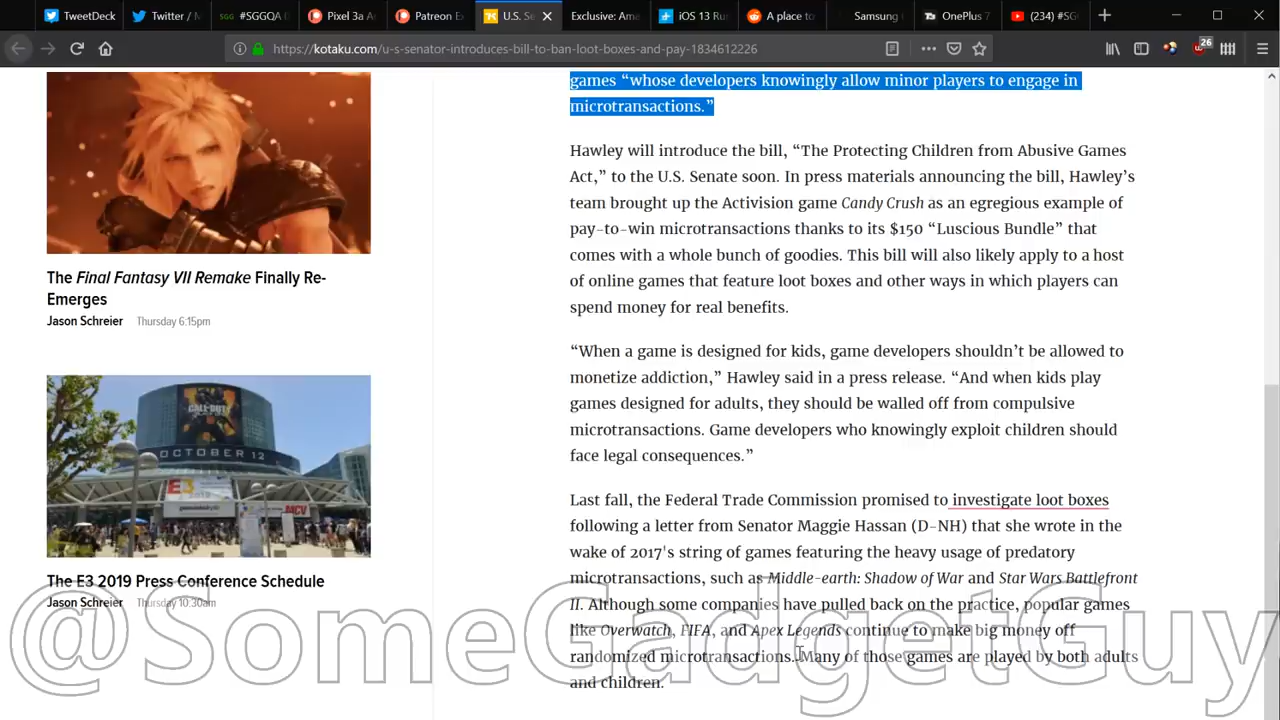 TweetDeck
Twitter / N
SGG #SGGQA
Pixel 3a A
Patreon E
U.S. Se
Exclusive: Ama
iOS 13 Ru
A place to
Samsung
OnePlus 7
(234) #SG
https://kotaku.com/u-s-senator-introduces-bill-to-ban-loot-boxes-and-pay-1834612226
26
The Final Fantasy VII Remake Finally Re-
Emerges
Jason Schreier Thursday 6:15pm
CALL OF DUTY
OCTOBER 12
E3
MCV
The E3 2019 Press Conference Schedule
Jason Schreier Thursday 10:30am
games “whose developers knowingly allow minor players to engage in
microtransactions.”
Hawley will introduce the bill, “The Protecting Children from Abusive Games
Act,” to the U.S. Senate soon. In press materials announcing the bill, Hawley’s
team brought up the Activision game Candy Crush as an egregious example of
pay-to-win microtransactions thanks to its $150 “Luscious Bundle” that
comes with a whole bunch of goodies. This bill will also likely apply to a host
of online games that feature loot boxes and other ways in which players can
spend money for real benefits.
“When a game is designed for kids, game developers shouldn’t be allowed to
monetize addiction,” Hawley said in a press release. “And when kids play
games designed for adults, they should be walled off from compulsive
microtransactions. Game developers who knowingly exploit children should
face legal consequences.”
Last fall, the Federal Trade Commission promised to investigate loot boxes
following a letter from Senator Maggie Hassan (D-NH) that she wrote in the
wake of 2017's string of games featuring the heavy usage of predatory
microtransactions, such as Middle-earth: Shadow of War and Star Wars Battlefront
II. Although some companies have pulled back on the practice, popular games
like Overwatch, FIFA, and Apex Legends continue to make big money off
randomized microtransactions. Many of those games are played by both adults
and children.
@SomeGadgetGuy